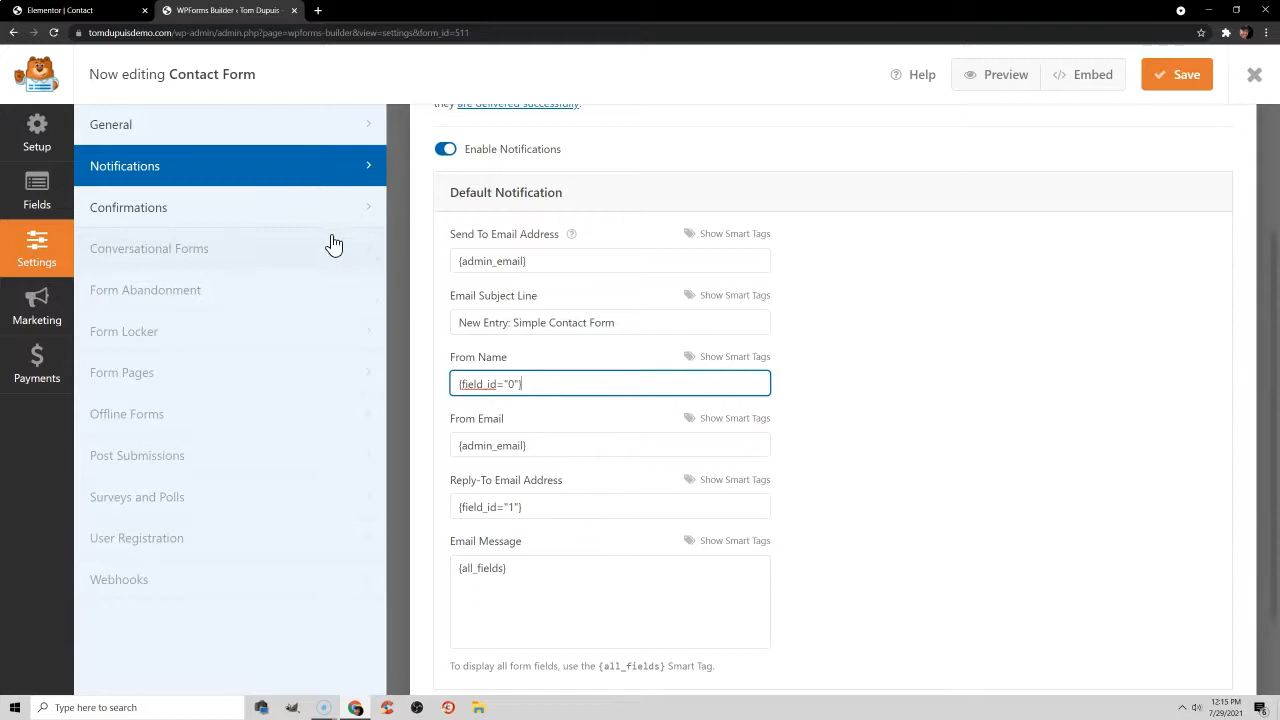 Elementor | Contact
WPForms Builder ‹ Tom Dupuis
tomdupuisdemo.com/wp-admin/admin.php?page=wpforms-builder&view=settings&form_id=511
Now editing Contact Form
Help
Preview
</> Embed
Save
they are delivered successfully.
Setup
Fields
Settings
Marketing
Payments
General
Notifications
Confirmations
Conversational Forms
Form Abandonment
Form Locker
Form Pages
Offline Forms
Post Submissions
Surveys and Polls
User Registration
Webhooks
Enable Notifications
Default Notification
Send To Email Address
Show Smart Tags
{admin_email}
Email Subject Line
Show Smart Tags
New Entry: Simple Contact Form
From Name
Show Smart Tags
{field_id="0"}
From Email
Show Smart Tags
{admin_email}
Reply-To Email Address
Show Smart Tags
{field_id="1"}
Email Message
Show Smart Tags
{all_fields}
To display all form fields, use the {all_fields} Smart Tag.
Type here to search
12:15 PM
7/29/2021